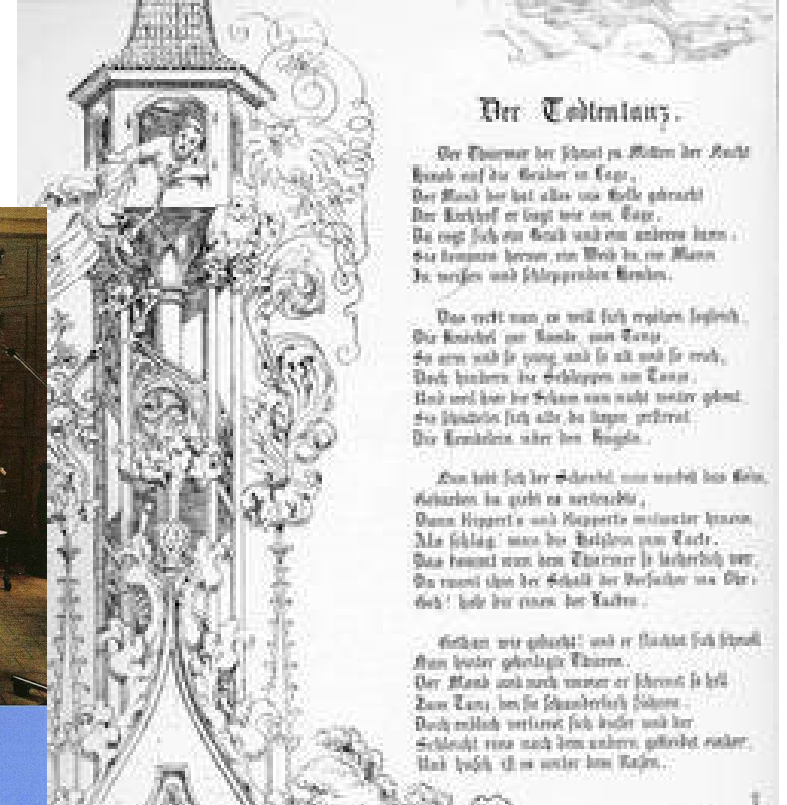 Der Todtentanz.
Der Thürmer der schaut zu Mitten der Nacht
Hinab auf die Gräber in Lage,
Der Mond der hat alles ins Helle gebracht
Der Kirchhoff er liegt wie am Tage.
Da regt sich ein Grab und ein anderes dann:
Sie kommen hervor, ein Weib da, ein Mann
In weißen und schleppenden Hemden.
Das reckt nun, es will sich ergetzen sogleich,
Die Knöchel zur Runde, zum Tanze
So arm und so jung, und so alt und so reich,
Doch hindern die Schleppen am Tanze.
Und weil hier die Scham nun nicht weiter gebeut,
Sie schütteln sich alle, da liegen zerstreut
Die Hemdelein über den Hügeln.
Nun hebt sich der Schenkel, nun wackelt das Bein,
Gebärden da giebt es vertrackte,
Dann klippert's und klappert's mitunter hinein,
Als schlüg' man die Hölzlein zum Takte.
Das kommt nun dem Thürmer so lächerlich vor,
Da raunt ihm der Schalk der Versucher ins Ohr:
Geh! hole dir einen der Laken.
Gethan wie gedacht! und er flüchtet sich schnell
Nun hinter geheiligte Thüren.
Der Mond und noch immer er scheinet so hell
Zum Tanz, den sie schauderlich führen.
Doch endlich verlieret sich dieser und der
Schleicht eins nach dem andern gekleidet einher,
Und husch ist es unter dem Rasen.